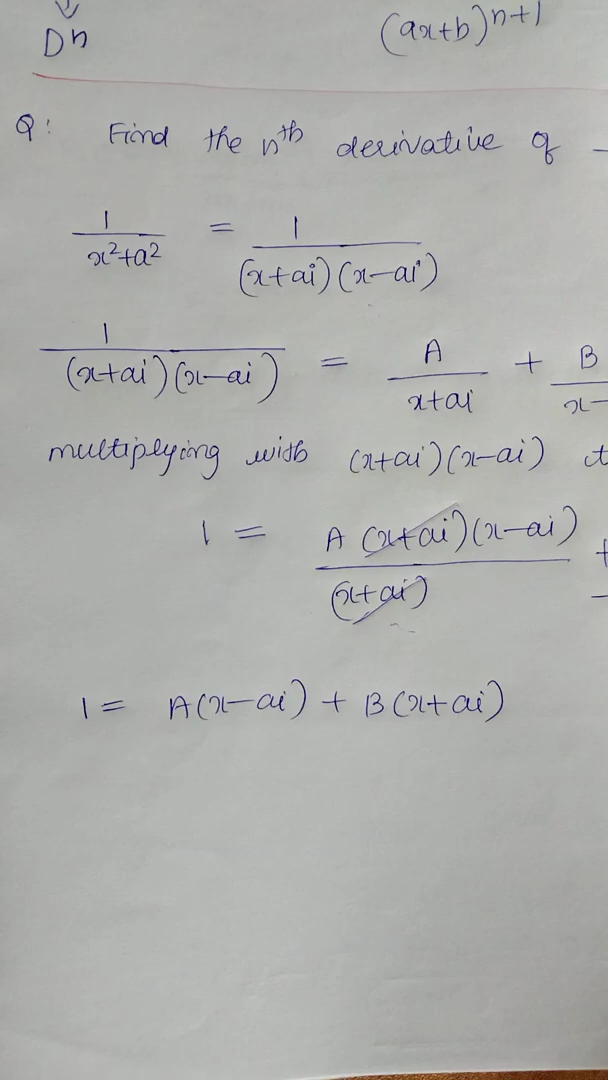 Dⁿ (ax+b)ⁿ⁺¹
Q: Find the nᵗʰ derivative of
1/(x²+a²) = 1/((x+ai)(x-ai))
1/((x+ai)(x-ai)) = A/(x+ai) + B/(x-
multiplying with (x+ai)(x-ai)
1 = A(x+ai)(x-ai)/(x+ai) +
1 = A(x-ai) + B(x+ai)